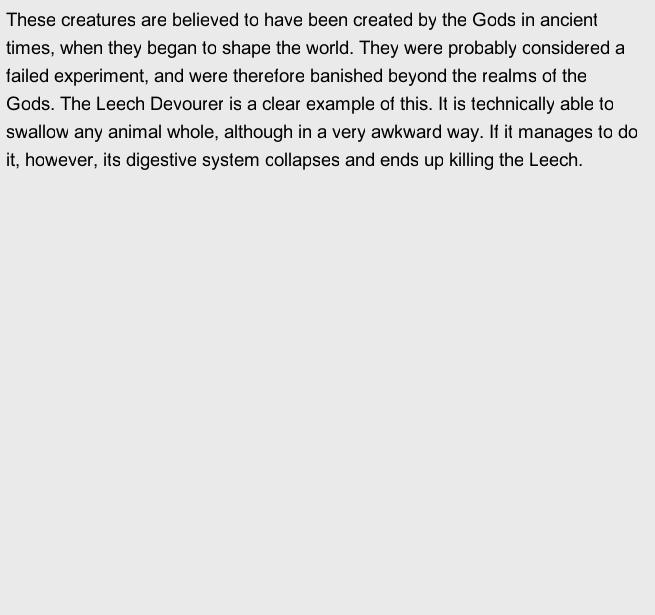 These creatures are believed to have been created by the Gods in ancient
times, when they began to shape the world. They were probably considered a
failed experiment, and were therefore banished beyond the realms of the
Gods. The Leech Devourer is a clear example of this. It is technically able to
swallow any animal whole, although in a very awkward way. If it manages to do
it, however, its digestive system collapses and ends up killing the Leech.